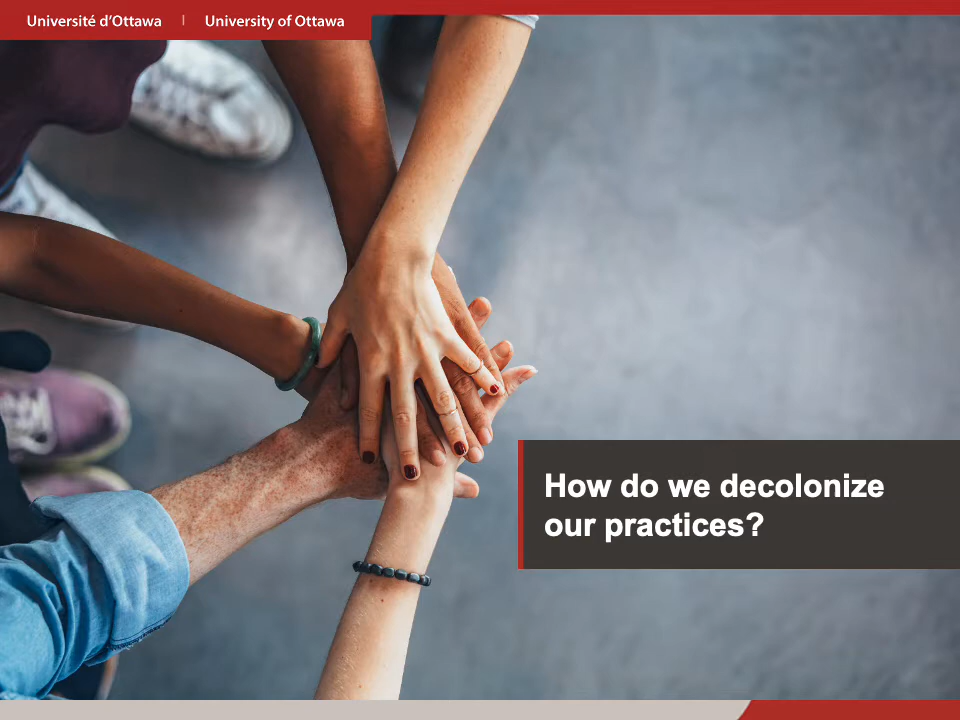 Université d'Ottawa | University of Ottawa
How do we decolonize
our practices?